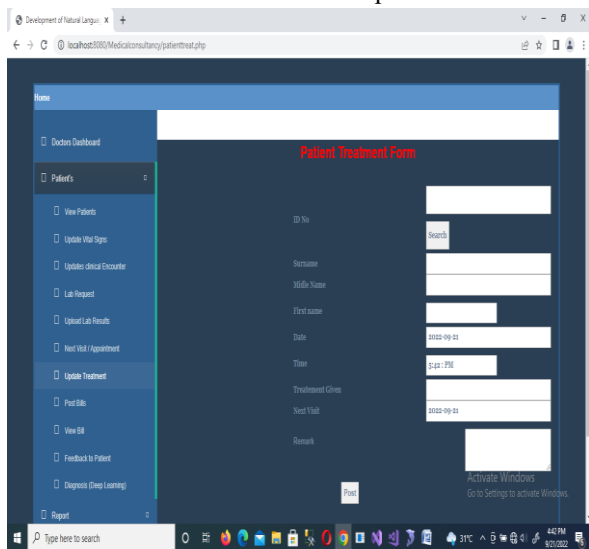 Development of Natural Langua
localhost:8080/Medicalconsultancy/patienttreat.php
Home
Doctors Dashboard
Patient's
View Patients
Update Vital Signs
Updates clinical Encounter
Lab Request
Upload Lab Results
Next Visit / Appointment
Update Treatment
Post Bills
View Bill
Feedback to Patient
Diagnosis (Deep Learning)
Report
Patient Treatment Form
ID No
Search
Surname
Midle Name
First name
Date 2022-09-21
Time 5:42 : PM
Treatement Given
Next Visit 2022-09-21
Remark
Post
Activate Windows
Go to Settings to activate Windows.
Type here to search
31°C
4:42 PM
9/21/2022